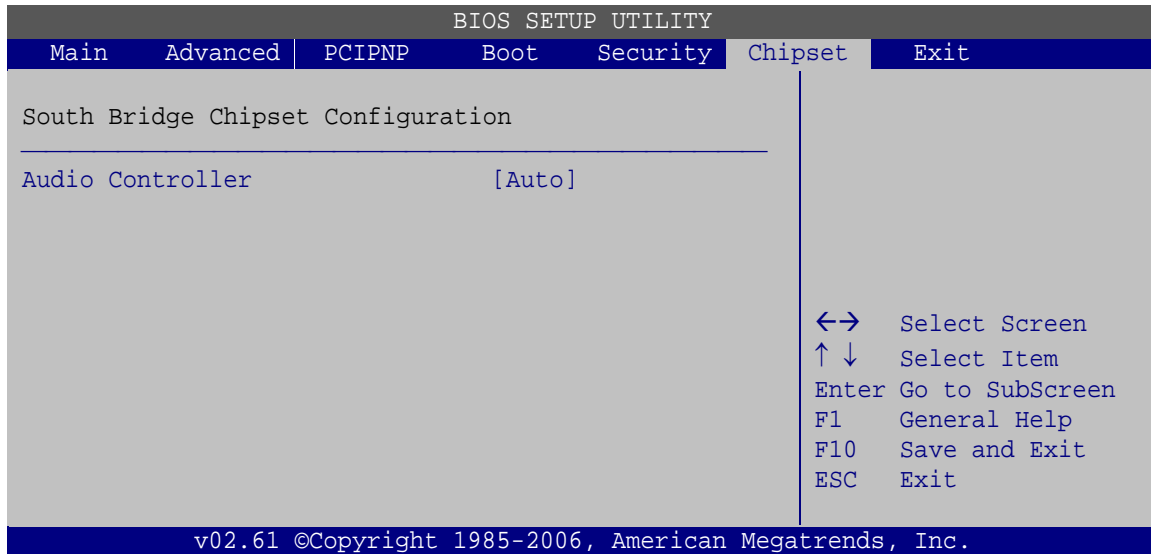 BIOS SETUP UTILITY
Main Advanced PCIPNP Boot Security Chipset Exit
South Bridge Chipset Configuration
Audio Controller [Auto]
←→ Select Screen
↑ ↓ Select Item
Enter Go to SubScreen
F1 General Help
F10 Save and Exit
ESC Exit
v02.61 ©Copyright 1985-2006, American Megatrends, Inc.